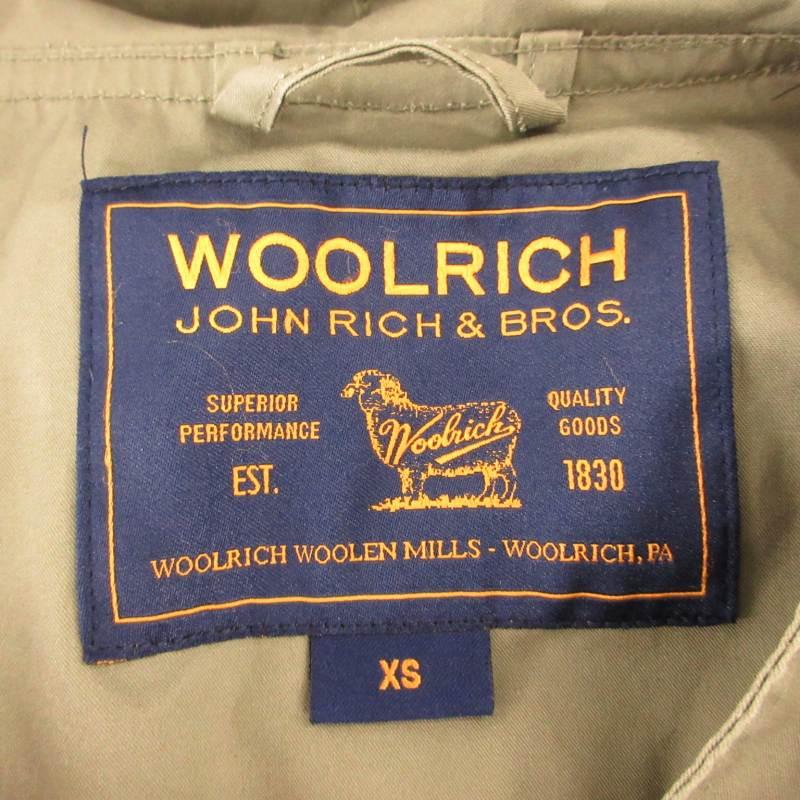 WOOLRICH
JOHN RICH & BROS.
SUPERIOR
PERFORMANCE
EST.
Woolrich
QUALITY
GOODS
1830
WOOLRICH WOOLEN MILLS - WOOLRICH, PA
XS